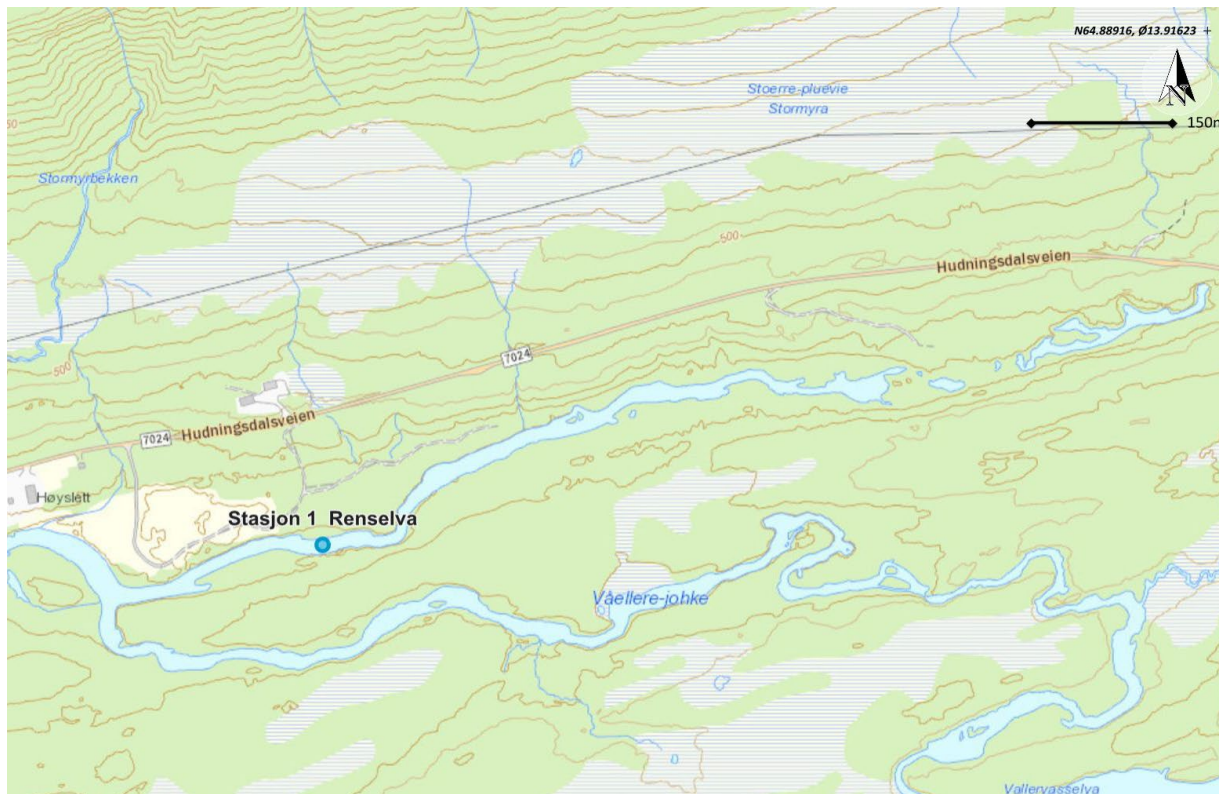 N64.88916, Ø13.91623
Stoerre-pluevie
Stormyra
150m
Stormyrbekken
500
Hudningsdalsveien
7024
500
Hudningsdalsveien
7024
Høyslett
Stasjon 1 Renselva
Våellere-johke
Vallervasselva